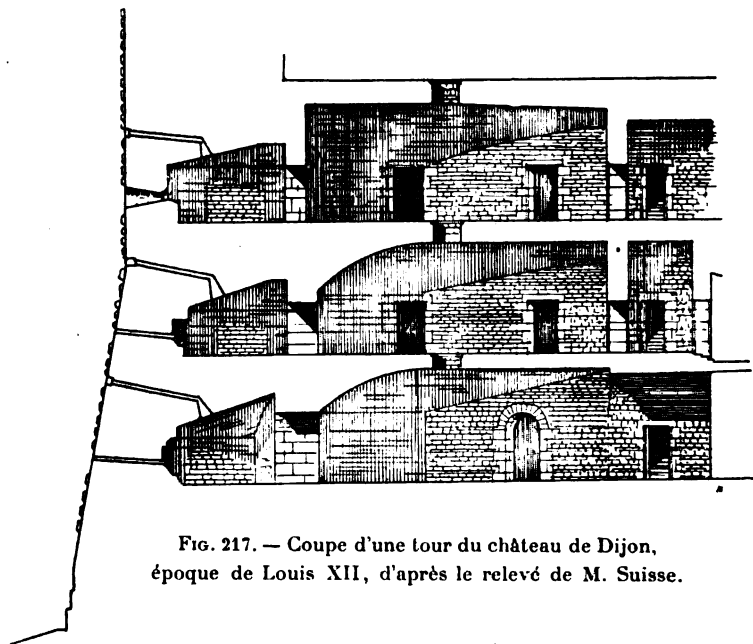 FIG. 217. — Coupe d'une tour du château de Dijon,
époque de Louis XII, d'après le relevé de M. Suisse.